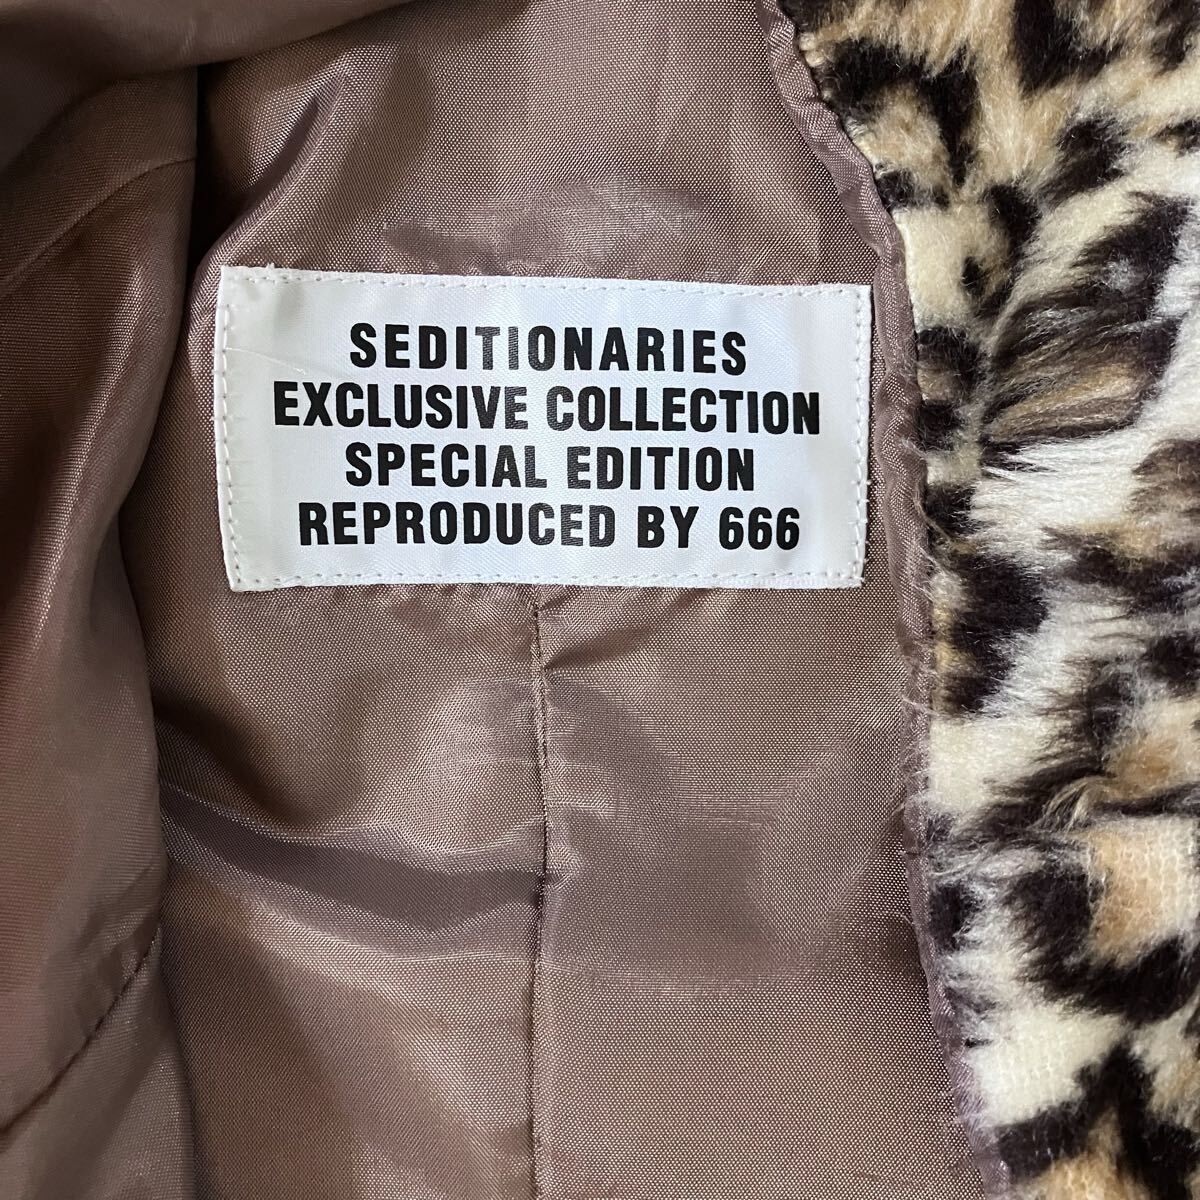 SEDITIONARIES
EXCLUSIVE COLLECTION
SPECIAL EDITION
REPRODUCED BY 666